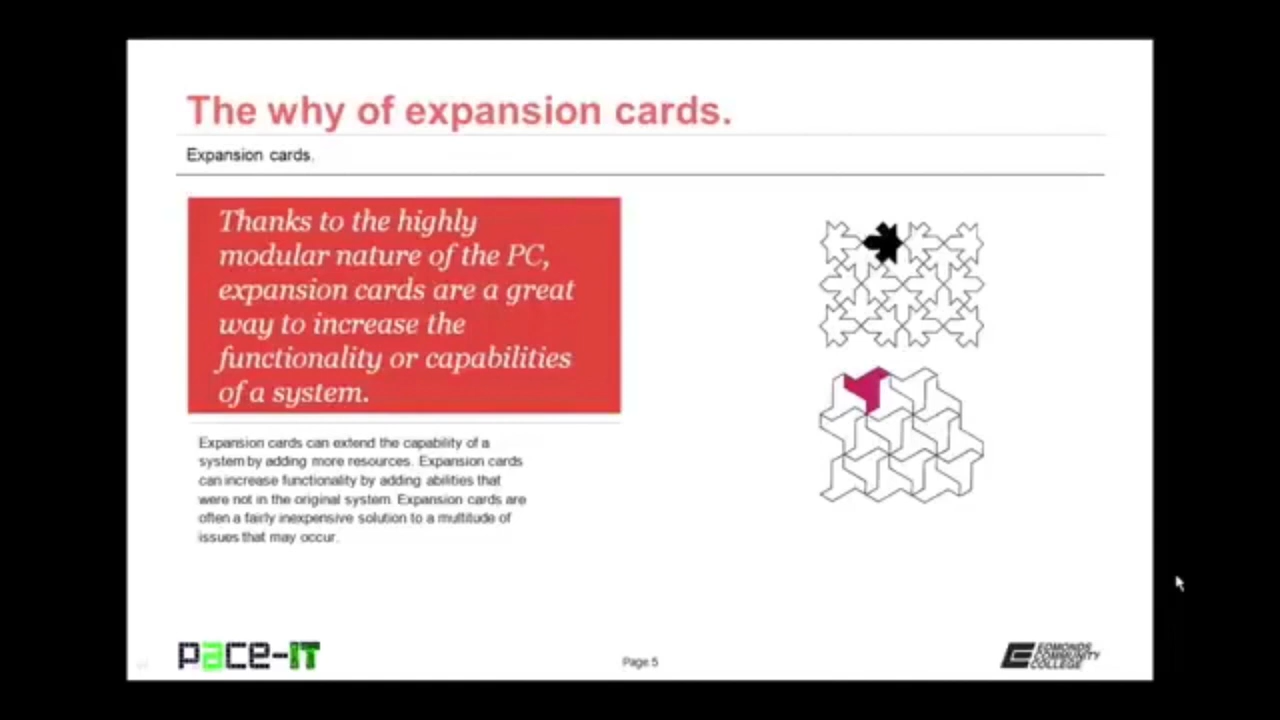 The why of expansion cards.
Expansion cards.
Thanks to the highly
modular nature of the PC,
expansion cards are a great
way to increase the
functionality or capabilities
of a system.
Expansion cards can extend the capability of a
system by adding more resources. Expansion cards
can increase functionality by adding abilities that
were not in the original system. Expansion cards are
often a fairly inexpensive solution to a multitude of
issues that may occur.
pace-IT
Page 5
EDMONDS
COMMUNITY
COLLEGE